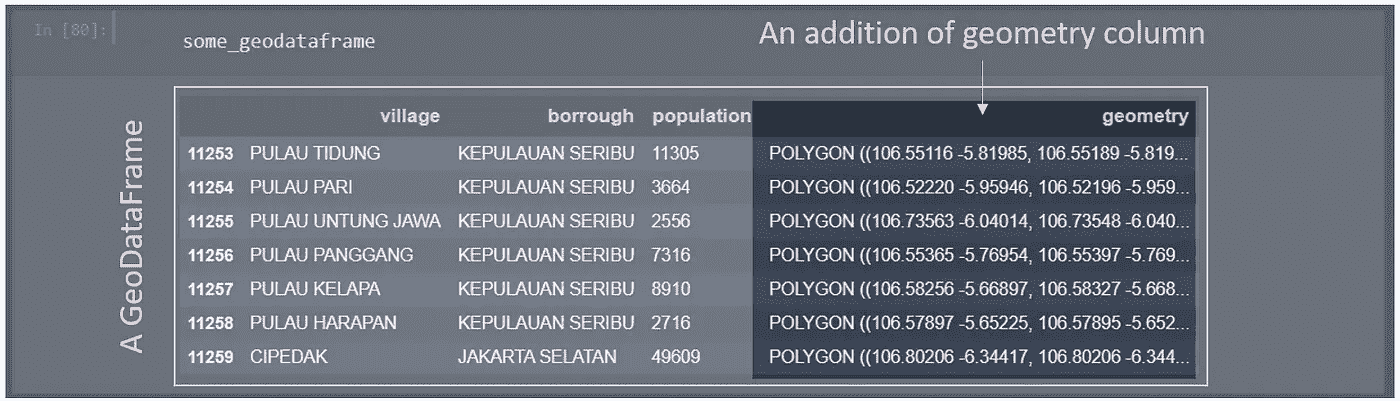 In [80]:
some_geodataframe
An addition of geometry column
A GeoDataFrame
village borrough population geometry
11253 PULAU TIDUNG KEPULAUAN SERIBU 11305 POLYGON ((106.55116 -5.81985, 106.55189 -5.819...
11254 PULAU PARI KEPULAUAN SERIBU 3664 POLYGON ((106.52220 -5.95946, 106.52196 -5.959...
11255 PULAU UNTUNG JAWA KEPULAUAN SERIBU 2556 POLYGON ((106.73563 -6.04014, 106.73548 -6.040...
11256 PULAU PANGGANG KEPULAUAN SERIBU 7316 POLYGON ((106.55365 -5.76954, 106.55397 -5.769...
11257 PULAU KELAPA KEPULAUAN SERIBU 8910 POLYGON ((106.58256 -5.66897, 106.58327 -5.668...
11258 PULAU HARAPAN KEPULAUAN SERIBU 2716 POLYGON ((106.57897 -5.65225, 106.57895 -5.652...
11259 CIPEDAK JAKARTA SELATAN 49609 POLYGON ((106.80206 -6.34417, 106.80206 -6.344...